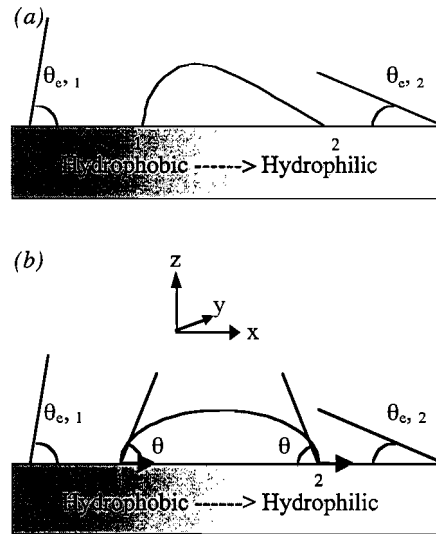 (a)
θe, 1 θe, 2
1 2
Hydrophobic ------> Hydrophilic
(b)
z
y
x
θe, 1 θ θ θe, 2
2
Hydrophobic ------> Hydrophilic